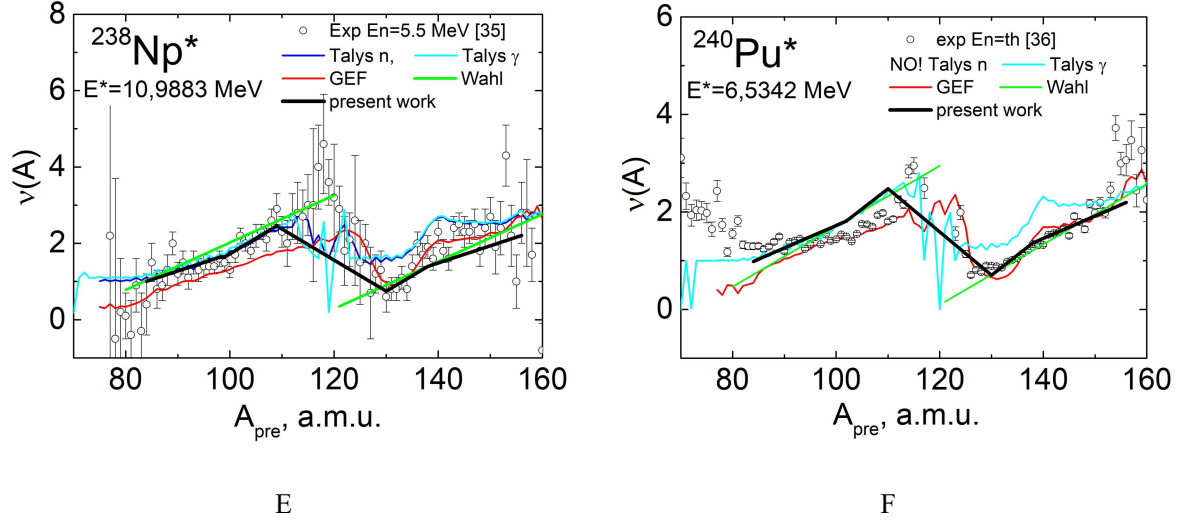 238Np*
E*=10,9883 MeV
Exp En=5.5 MeV [35]
Talys n, Talys γ
GEF Wahl
present work
ν(A)
8
6
4
2
0
80 100 120 140 160
Apre, a.m.u.
E
240Pu*
E*=6,5342 MeV
exp En=th [36]
NO! Talys n Talys γ
GEF Wahl
present work
ν(A)
6
4
2
0
80 100 120 140 160
Apre, a.m.u.
F